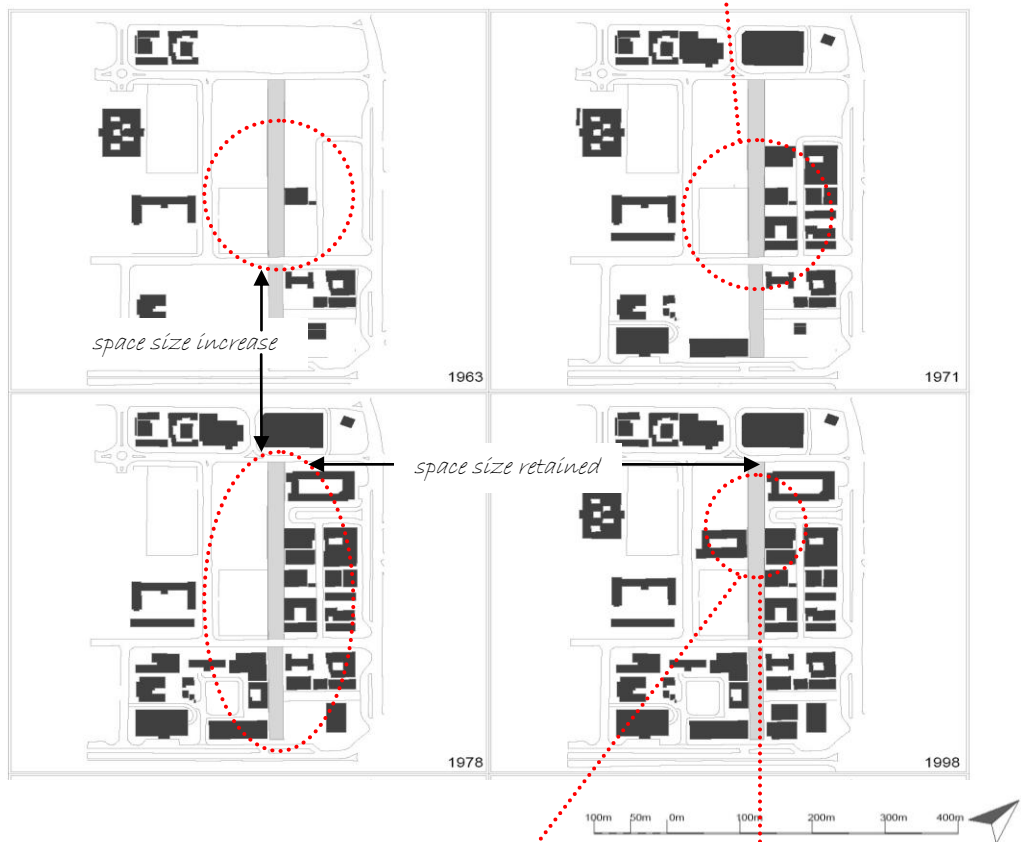 space size increase
1963
1971
space size retained
1978
1998
100m 50m 0m 100m 200m 300m 400m